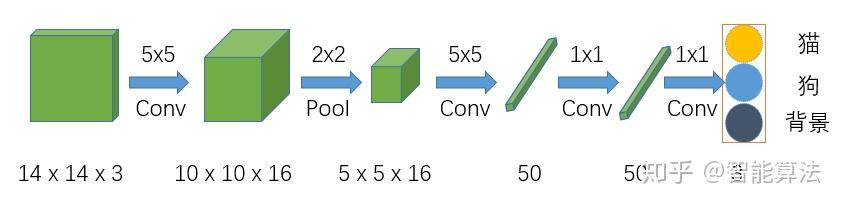 5x5
Conv
2x2
Pool
5x5
Conv
1x1
Conv
1x1
Conv
猫
狗
背景
14 x 14 x 3
10 x 10 x 16
5 x 5 x 16
50
50
知乎 @智能算法